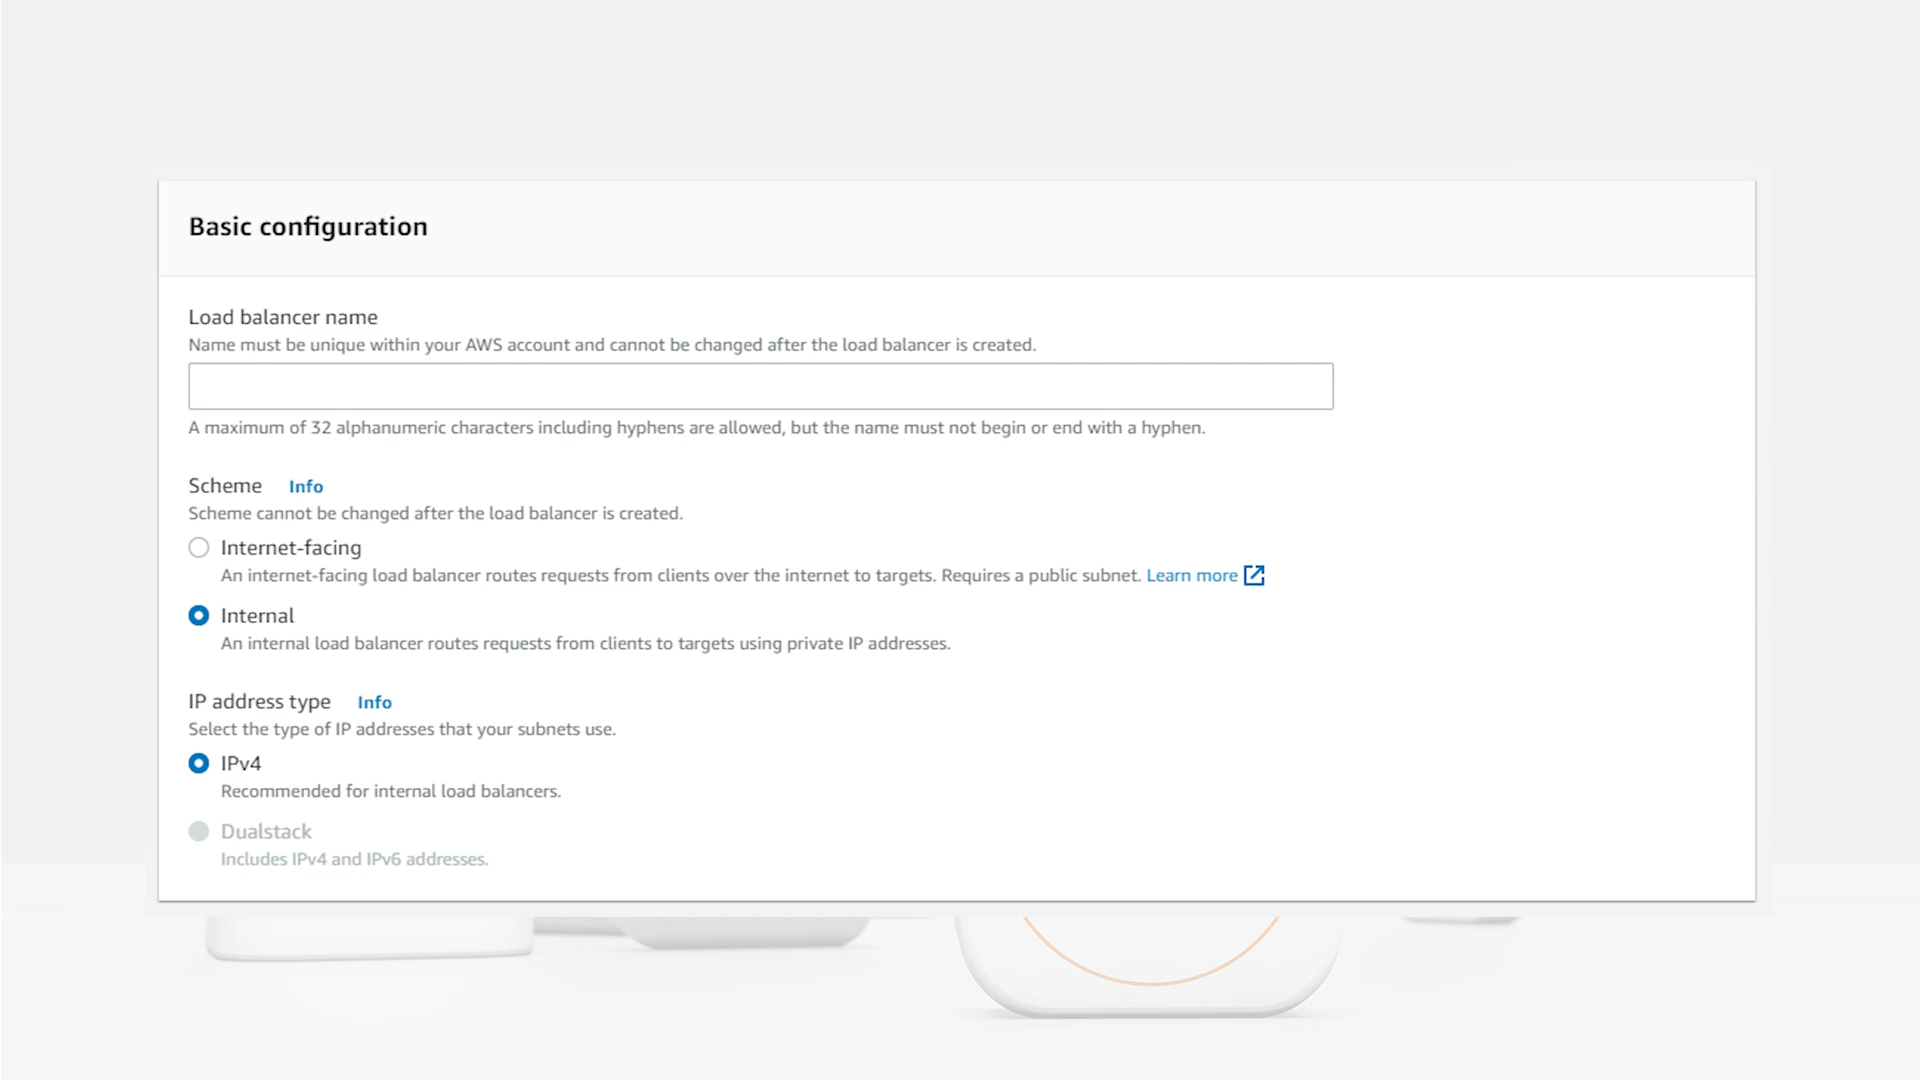 Basic configuration
Load balancer name
Name must be unique within your AWS account and cannot be changed after the load balancer is created.
A maximum of 32 alphanumeric characters including hyphens are allowed, but the name must not begin or end with a hyphen.
Scheme Info
Scheme cannot be changed after the load balancer is created.
Internet-facing
An internet-facing load balancer routes requests from clients over the internet to targets. Requires a public subnet. Learn more
Internal
An internal load balancer routes requests from clients to targets using private IP addresses.
IP address type Info
Select the type of IP addresses that your subnets use.
IPv4
Recommended for internal load balancers.
Dualstack
Includes IPv4 and IPv6 addresses.